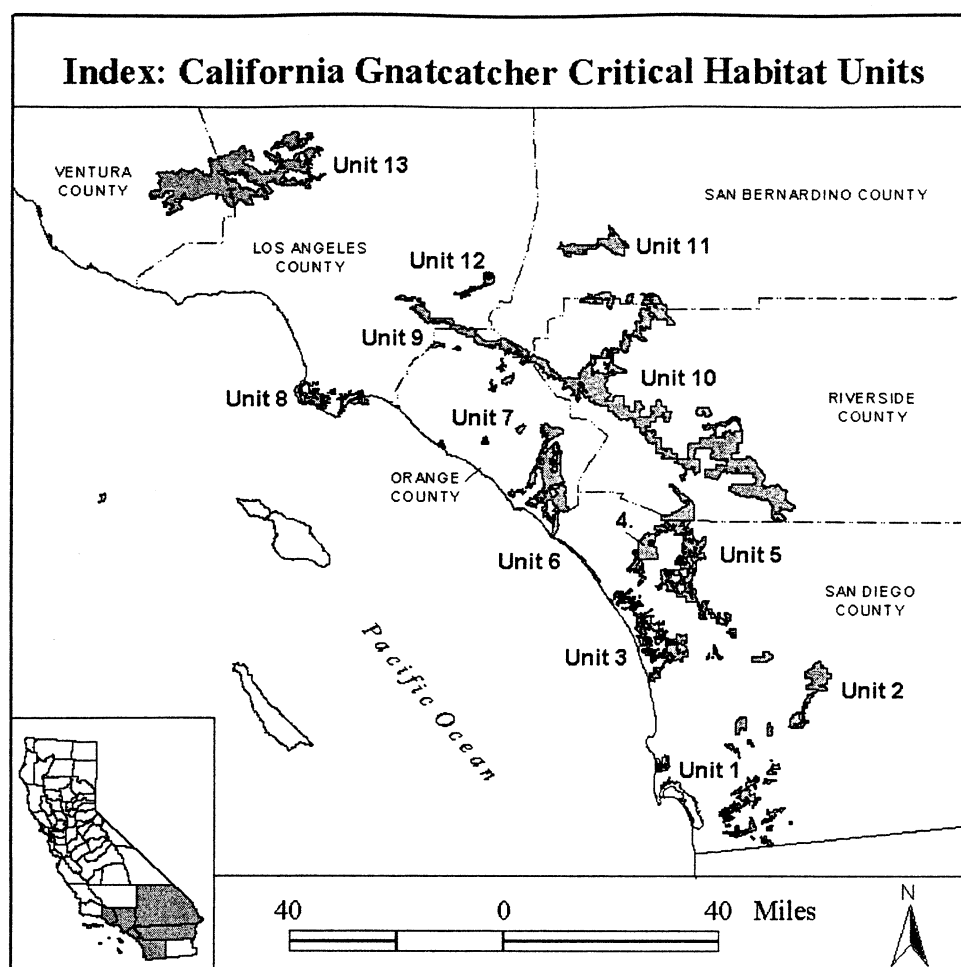 Index: California Gnatcatcher Critical Habitat Units
VENTURA
COUNTY
Unit 13
SAN BERNARDINO COUNTY
LOS ANGELES
COUNTY
Unit 12
Unit 11
Unit 9
Unit 10
Unit 8
RIVERSIDE
COUNTY
Unit 7
ORANGE
COUNTY
4.
Unit 6
Unit 5
SAN DIEGO
COUNTY
Unit 3
Unit 2
Pacific Ocean
Unit 1
40 0 40 Miles
N